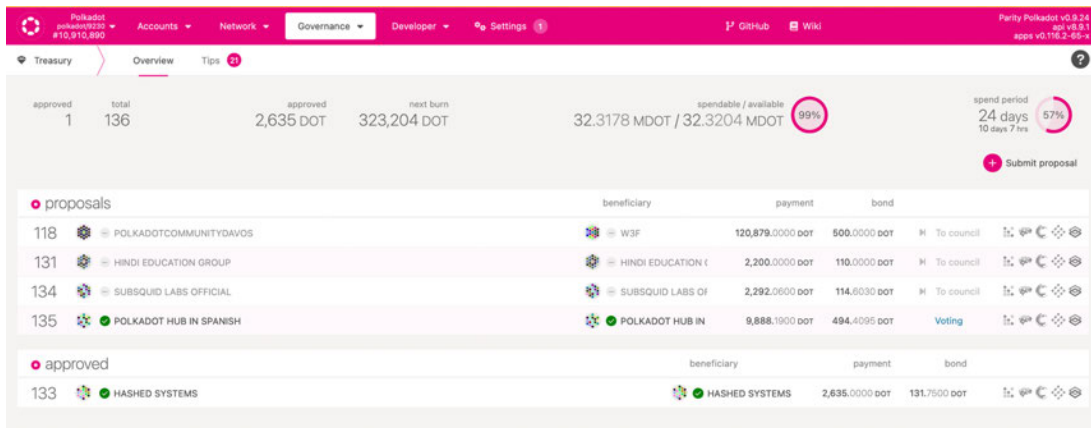 Polkadot
polkadot/9230
#10,910,890
Accounts
Network
Governance
Developer
Settings 1
GitHub
Wiki
Parity Polkadot v0.9.24
api v8.9.1
apps v0.116.2-65-x
Treasury
Overview
Tips 21
?
approved total approved next burn spendable / available spend period
1 136 2,635 DOT 323,204 DOT 32.3178 MDOT / 32.3204 MDOT 99% 24 days 57%
10 days 7 hrs
Submit proposal
proposals beneficiary payment bond
118 POLKADOTCOMMUNITYDAVOS W3F 120,879.0000 DOT 500.0000 DOT To council
131 HINDI EDUCATION GROUP HINDI EDUCATION ( 2,200.0000 DOT 110.0000 DOT To council
134 SUBSQUID LABS OFFICIAL SUBSQUID LABS OF 2,292.0600 DOT 114.6030 DOT To council
135 POLKADOT HUB IN SPANISH POLKADOT HUB IN 9,888.1900 DOT 494.4095 DOT Voting
approved beneficiary payment bond
133 HASHED SYSTEMS HASHED SYSTEMS 2,635.0000 DOT 131.7500 DOT